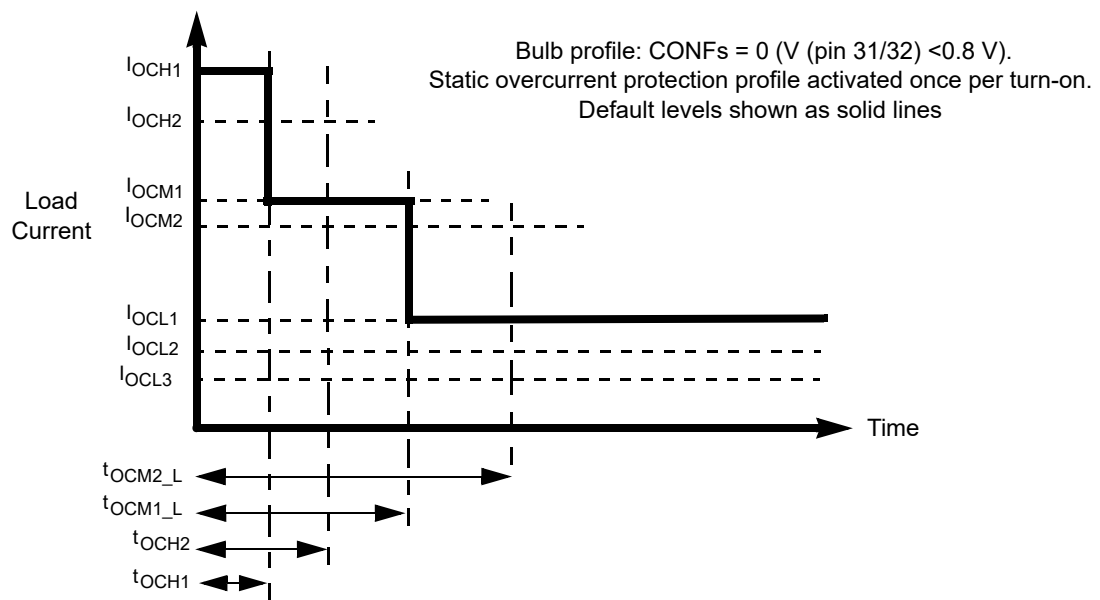 Bulb profile: CONFs = 0 (V (pin 31/32) <0.8 V).
Static overcurrent protection profile activated once per turn-on.
Default levels shown as solid lines
Load
Current
IOCH1
IOCH2
IOCM1
IOCM2
IOCL1
IOCL2
IOCL3
Time
tOCM2_L
tOCM1_L
tOCH2
tOCH1